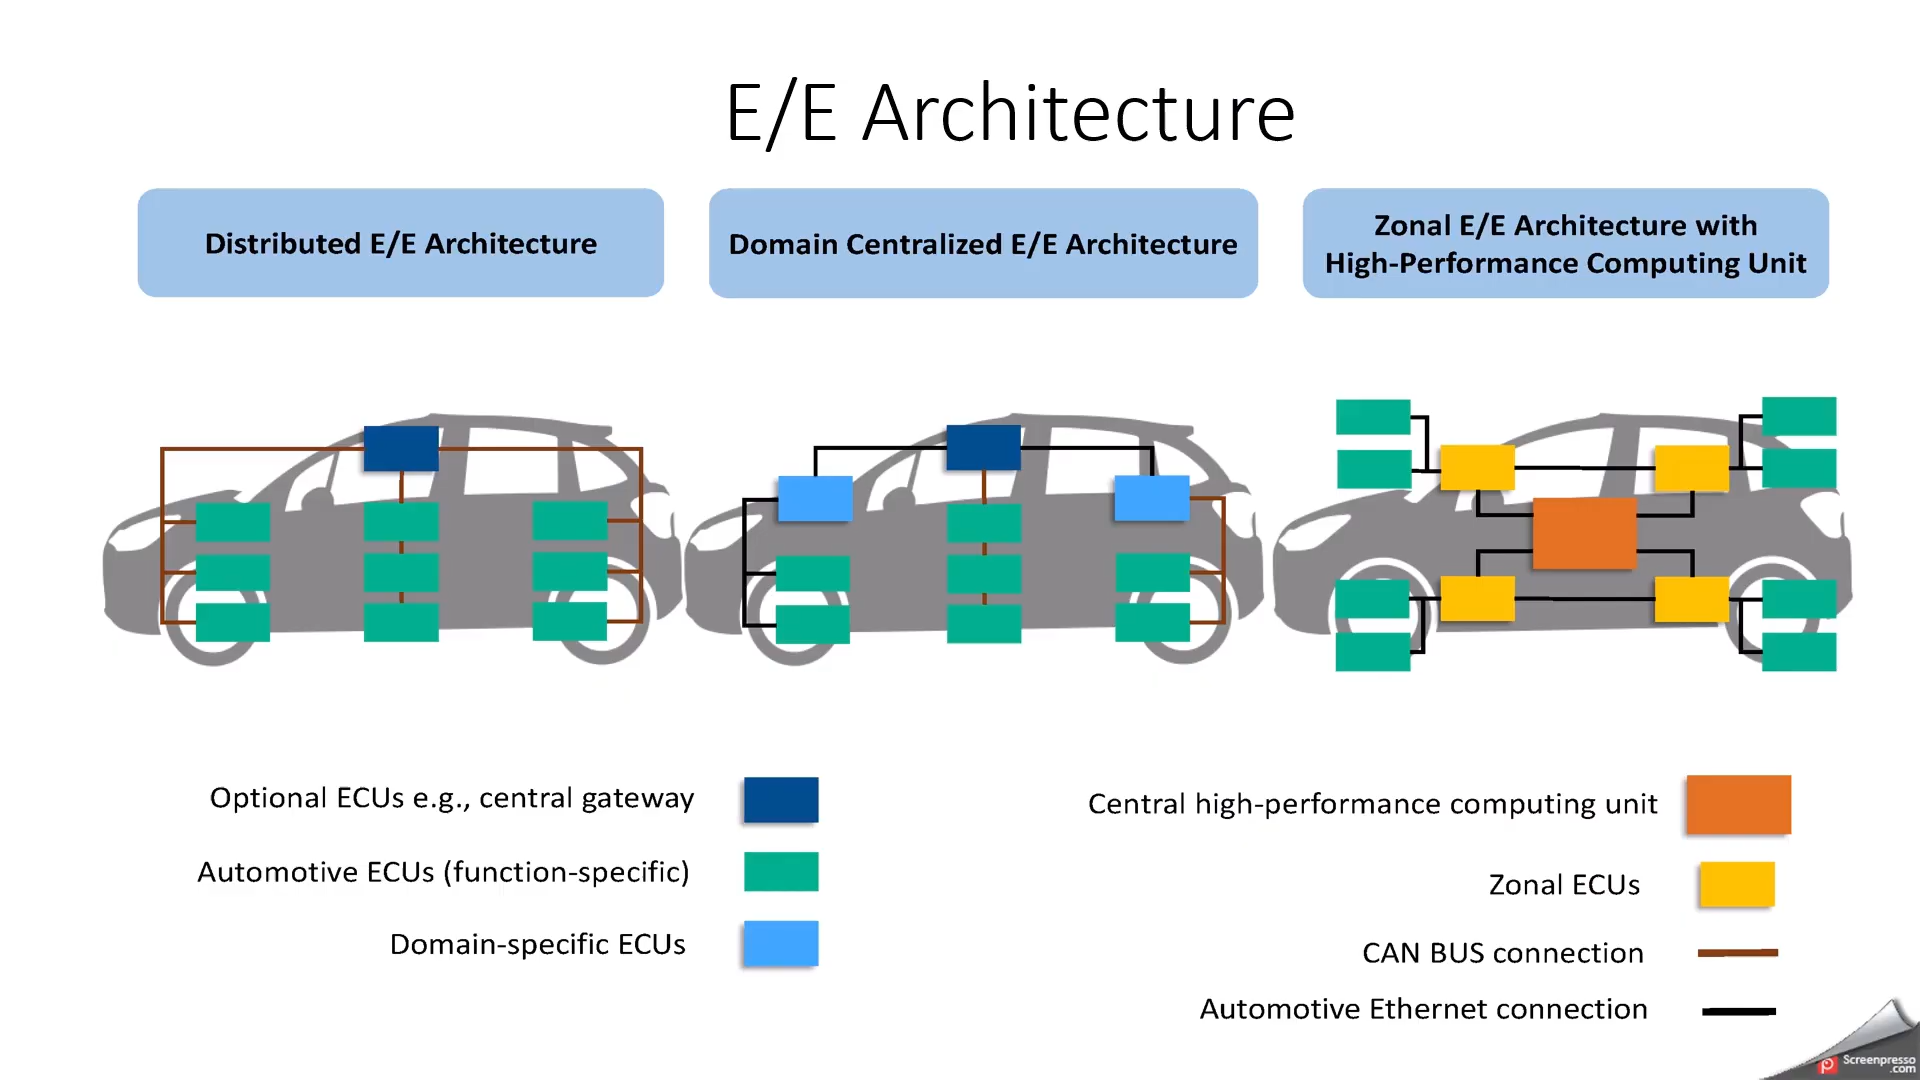 E/E Architecture
Distributed E/E Architecture
Domain Centralized E/E Architecture
Zonal E/E Architecture with
High-Performance Computing Unit
Optional ECUs e.g., central gateway
Automotive ECUs (function-specific)
Domain-specific ECUs
Central high-performance computing unit
Zonal ECUs
CAN BUS connection
Automotive Ethernet connection
Screenpresso
.com